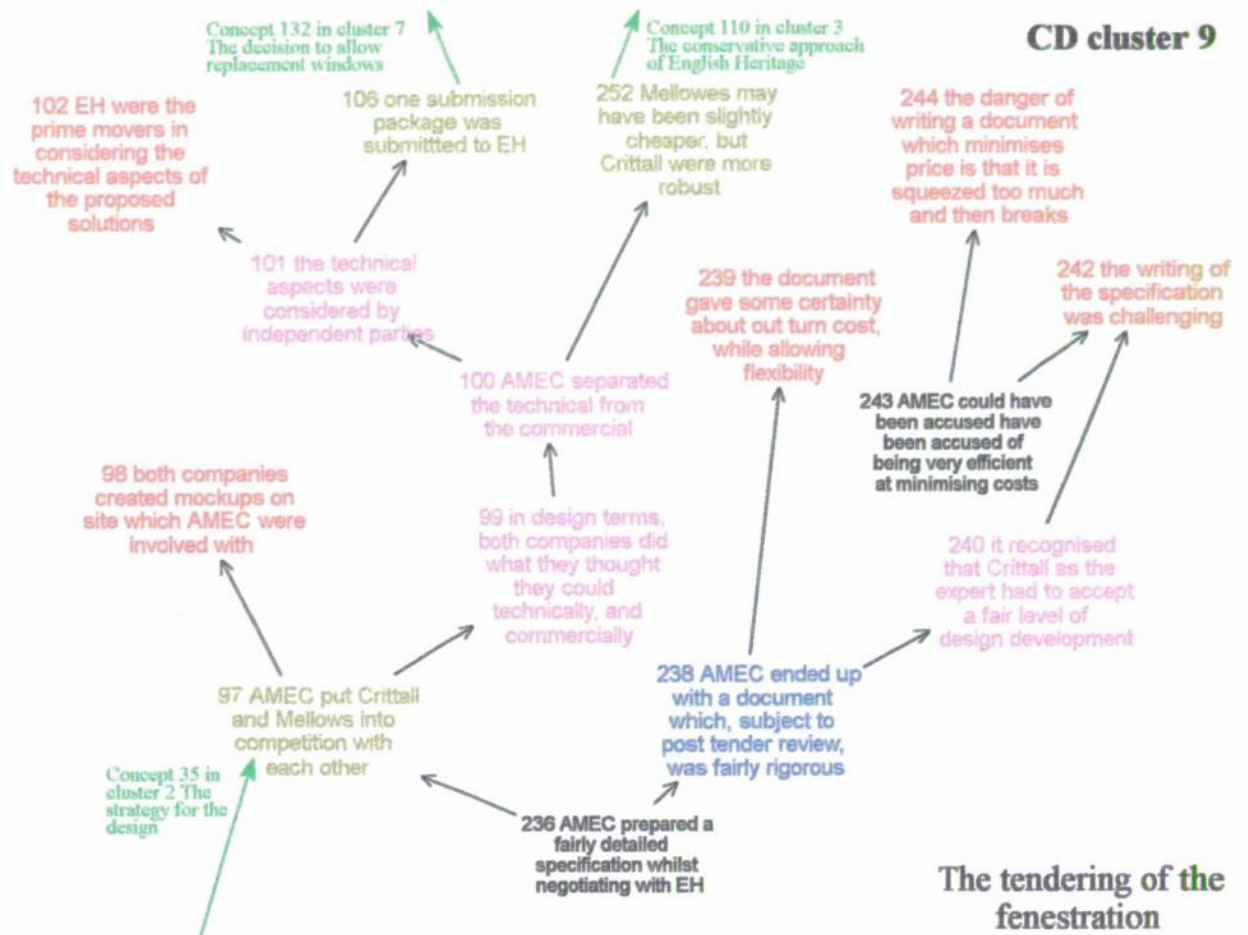 Concept 132 in cluster 7
The decision to allow
replacement windows
Concept 110 in cluster 3
The conservative approach
of English Heritage
CD cluster 9
102 EH were the
prime movers in
considering the
technical aspects of
the proposed
solutions
106 one submission
package was
submittted to EH
252 Mellowes may
have been slightly
cheaper, but
Crittall were more
robust
244 the danger of
writing a document
which minimises
price is that it is
squeezed too much
and then breaks
101 the technical
aspects were
considered by
independent parties
239 the document
gave some certainty
about out turn cost,
while allowing
flexibility
242 the writing of
the specification
was challenging
100 AMEC separated
the technical from
the commercial
243 AMEC could have
been accused have
been accused of
being very efficient
at minimising costs
98 both companies
created mockups on
site which AMEC were
involved with
99 in design terms,
both companies did
what they thought
they could
technically, and
commercially
240 it recognised
that Crittall as the
expert had to accept
a fair level of
design development
97 AMEC put Crittall
and Mellows into
competition with
each other
238 AMEC ended up
with a document
which, subject to
post tender review,
was fairly rigorous
Concept 35 in
cluster 2 The
strategy for the
design
236 AMEC prepared a
fairly detailed
specification whilst
negotiating with EH
The tendering of the
fenestration